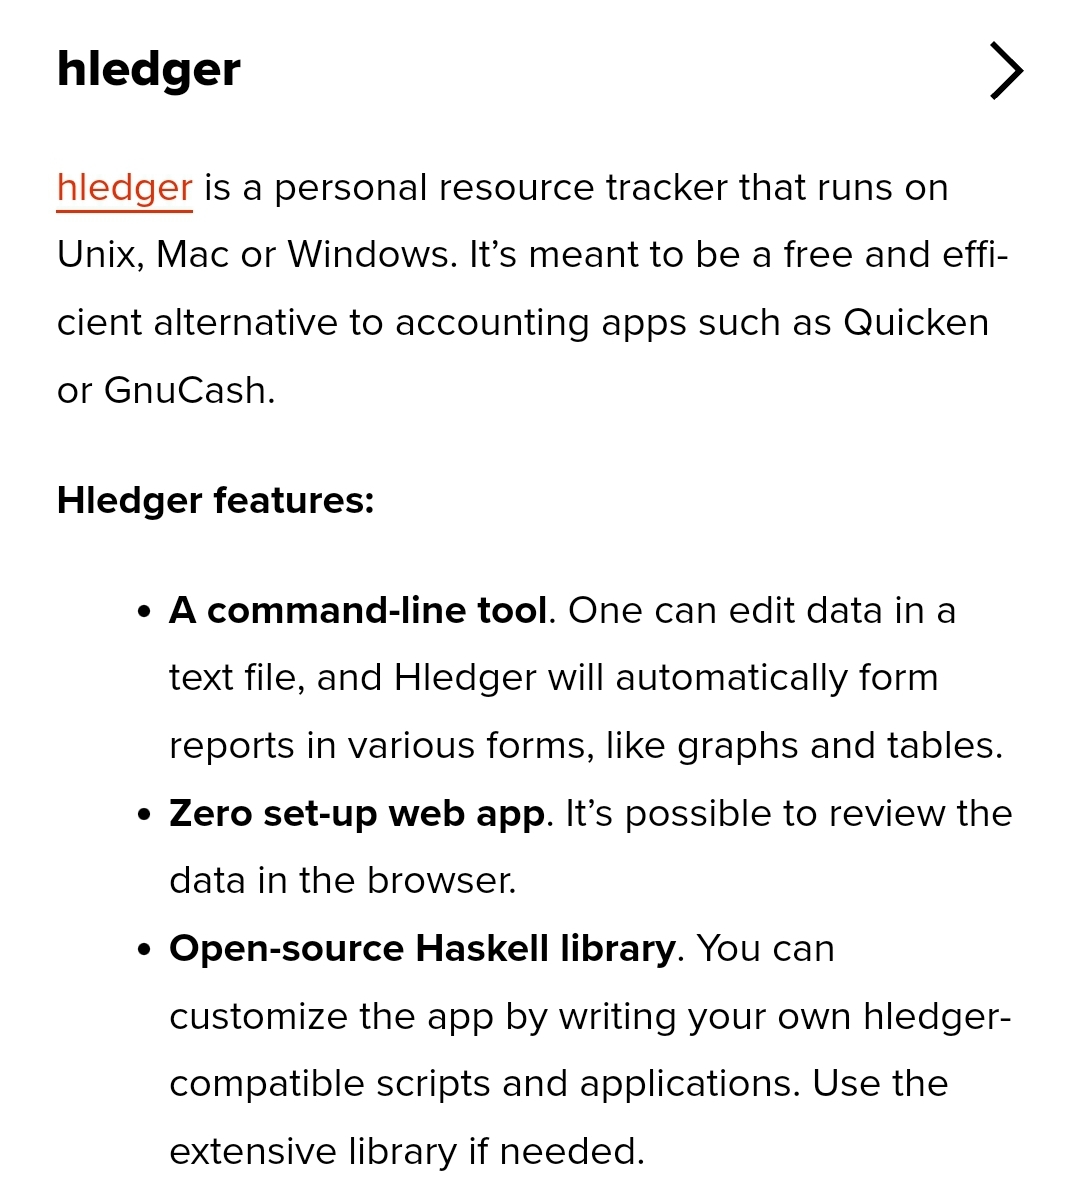 hledger
hledger is a personal resource tracker that runs on
Unix, Mac or Windows. It’s meant to be a free and effi-
cient alternative to accounting apps such as Quicken
or GnuCash.
Hledger features:
• A command-line tool. One can edit data in a
text file, and Hledger will automatically form
reports in various forms, like graphs and tables.
• Zero set-up web app. It’s possible to review the
data in the browser.
• Open-source Haskell library. You can
customize the app by writing your own hledger-
compatible scripts and applications. Use the
extensive library if needed.